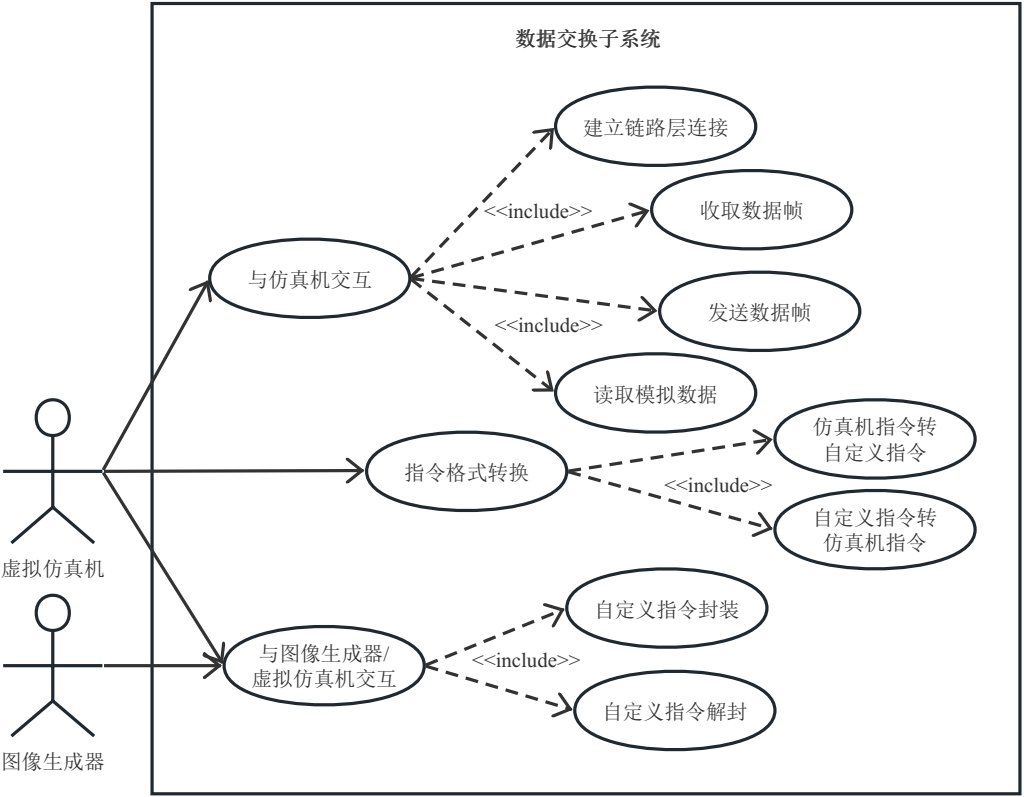 数据交换子系统
建立链路层连接
<<include>>
收取数据帧
与仿真机交互
发送数据帧
<<include>>
读取模拟数据
仿真机指令转
自定义指令
指令格式转换
<<include>>
自定义指令转
仿真机指令
虚拟仿真机
自定义指令封装
与图像生成器/
虚拟仿真机交互
<<include>>
自定义指令解封
图像生成器